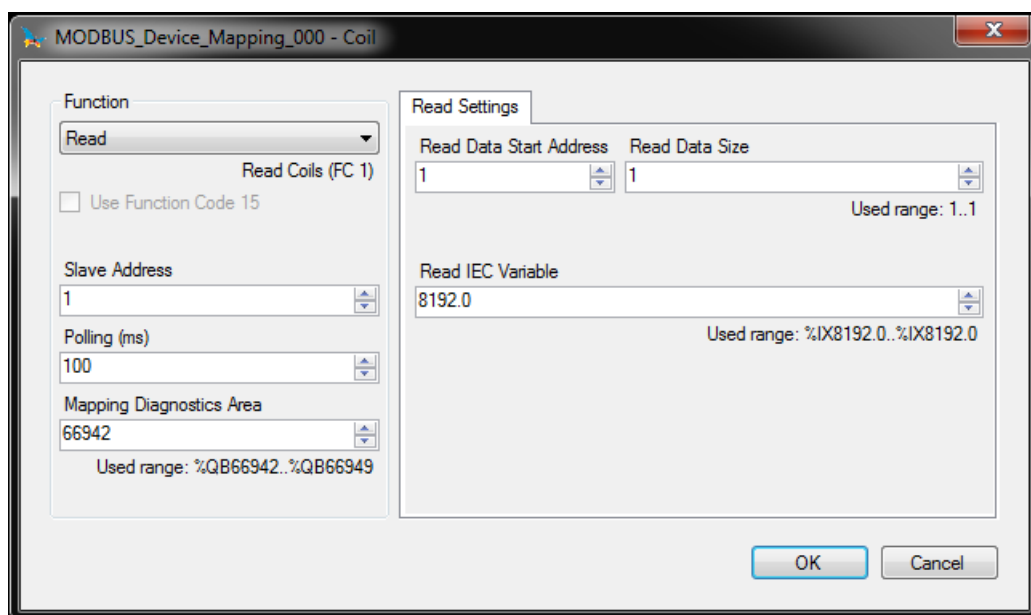 MODBUS_Device_Mapping_000 - Coil
Function
Read
Read Coils (FC 1)
Use Function Code 15
Slave Address
1
Polling (ms)
100
Mapping Diagnostics Area
66942
Used range: %QB66942..%QB66949
Read Settings
Read Data Start Address Read Data Size
1 1
Used range: 1..1
Read IEC Variable
8192.0
Used range: %IX8192.0..%IX8192.0
OK Cancel